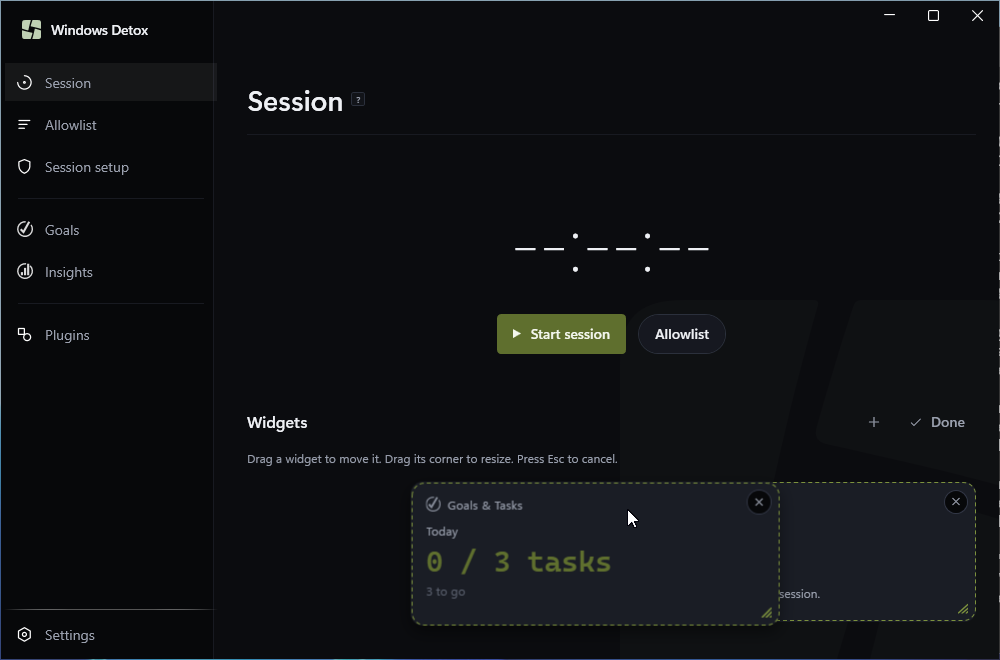 Windows Detox
Session
Allowlist
Session setup
Goals
Insights
Plugins
Settings
Session ?
--:--:--
Start session
Allowlist
Widgets
+ Done
Drag a widget to move it. Drag its corner to resize. Press Esc to cancel.
Goals & Tasks
Today
0 / 3 tasks
3 to go
session.